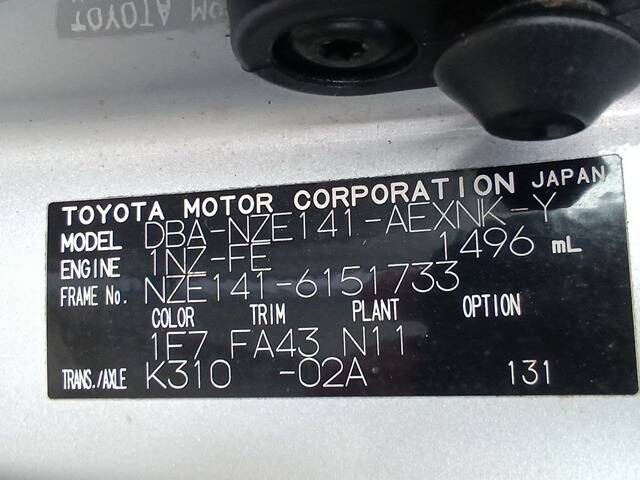 TOYOTA MOTOR CORPORATION JAPAN
MODEL DBA-NZE141-AEXNK-Y
ENGINE 1NZ-FE 1496 mL
FRAME No. NZE141-6151733
COLOR TRIM PLANT OPTION
1E7 FA43 N11
TRANS./AXLE K310 -02A 131